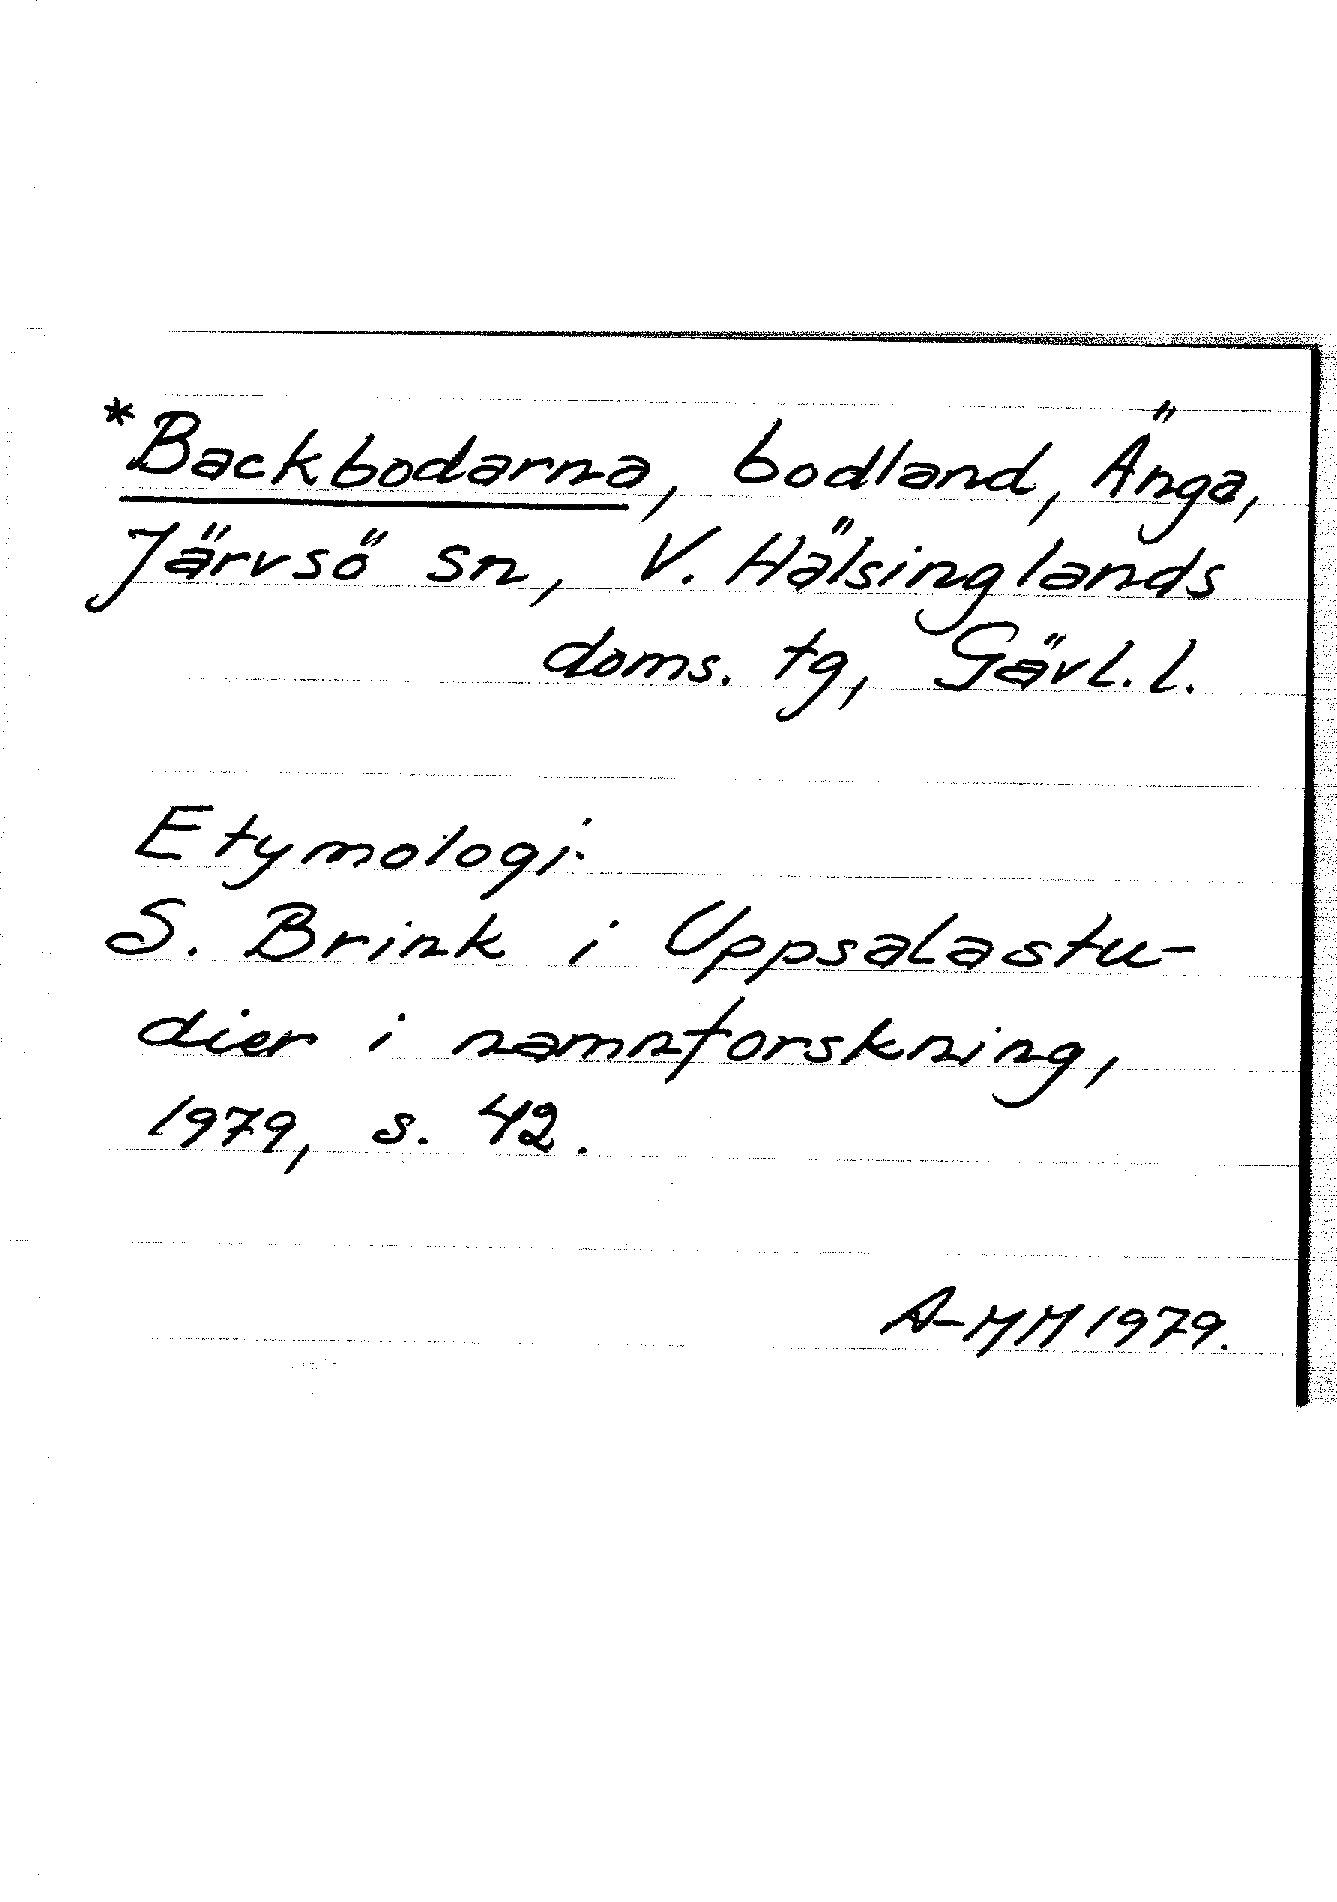 *Backbodarna, bodland, Änga,
Järvsö sn, V. Hälsinglands
doms. tg, Gävl. l.
Etymologi:
S. Brink i Uppsalastu-
dier i namnforskning,
1979, s. 42.
A-MM 1979.